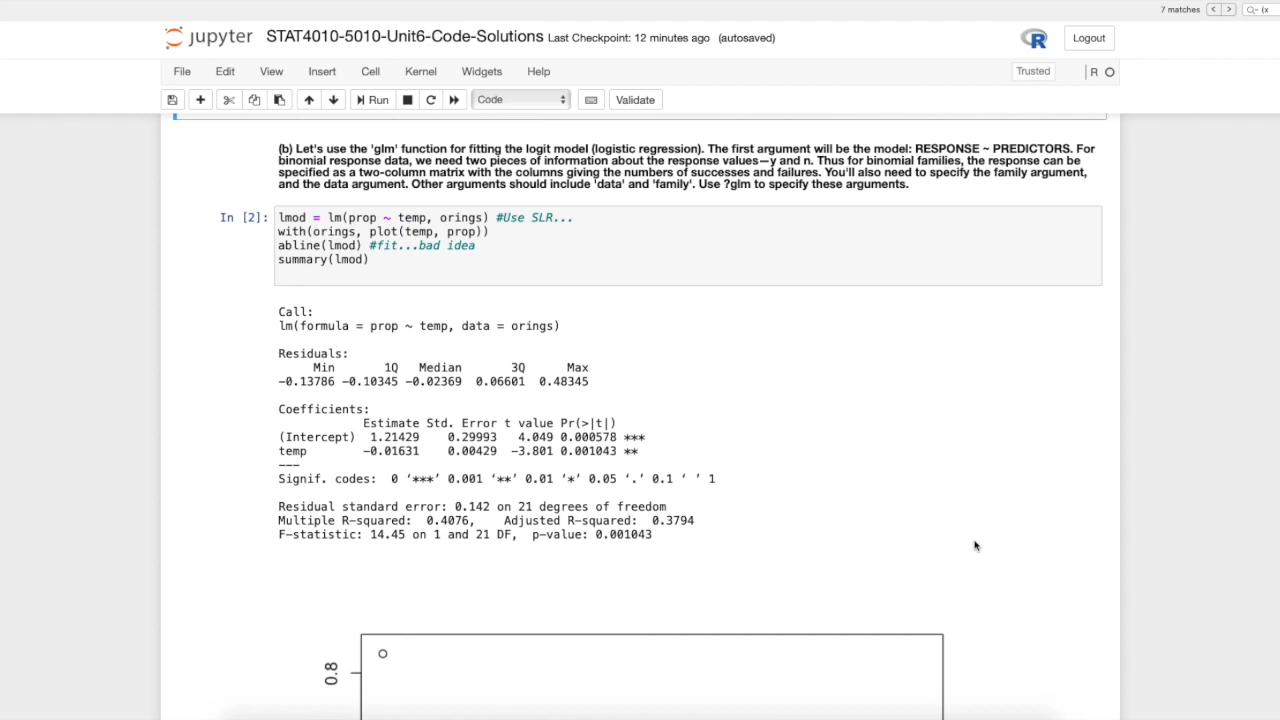 7 matches < > (x
jupyter STAT4010-5010-Unit6-Code-Solutions Last Checkpoint: 12 minutes ago (autosaved) R Logout
File Edit View Insert Cell Kernel Widgets Help Trusted R
Run Code Validate
(b) Let's use the 'glm' function for fitting the logit model (logistic regression). The first argument will be the model: RESPONSE ~ PREDICTORS. For
binomial response data, we need two pieces of information about the response values—y and n. Thus for binomial families, the response can be
specified as a two-column matrix with the columns giving the numbers of successes and failures. You'll also need to specify the family argument,
and the data argument. Other arguments should include 'data' and 'family'. Use ?glm to specify these arguments.
In [2]: lmod = lm(prop ~ temp, orings) #Use SLR...
with(orings, plot(temp, prop))
abline(lmod) #fit...bad idea
summary(lmod)
Call:
lm(formula = prop ~ temp, data = orings)
Residuals:
Min 1Q Median 3Q Max
-0.13786 -0.10345 -0.02369 0.06601 0.48345
Coefficients:
Estimate Std. Error t value Pr(>|t|)
(Intercept) 1.21429 0.29993 4.049 0.000578 ***
temp -0.01631 0.00429 -3.801 0.001043 **
---
Signif. codes: 0 ‘***’ 0.001 ‘**’ 0.01 ‘*’ 0.05 ‘.’ 0.1 ‘ ’ 1
Residual standard error: 0.142 on 21 degrees of freedom
Multiple R-squared: 0.4076, Adjusted R-squared: 0.3794
F-statistic: 14.45 on 1 and 21 DF, p-value: 0.001043
0.8